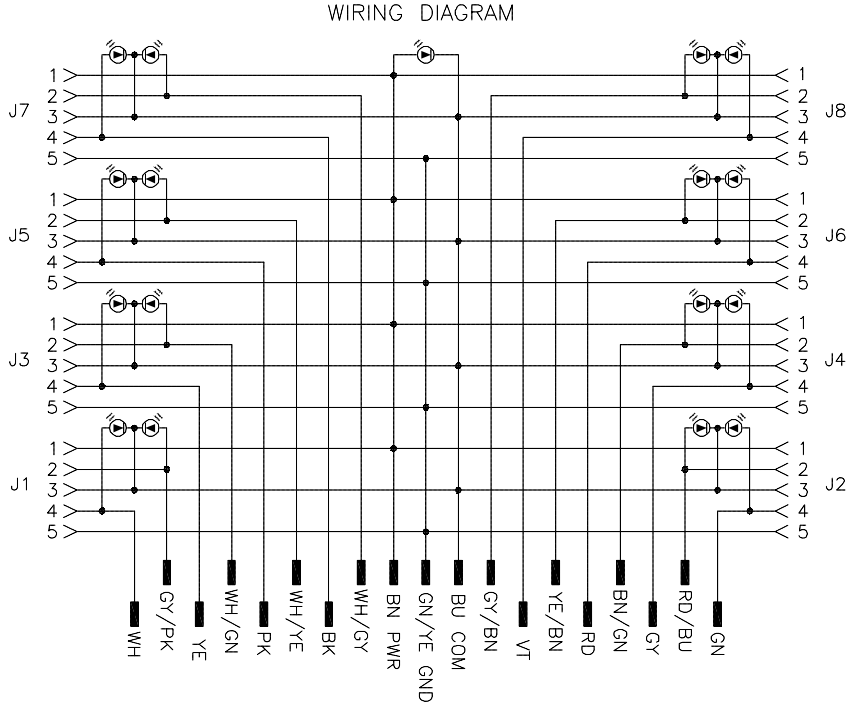 WIRING DIAGRAM
1 1
2 2
J7 J8
3 3
4 4
5 5
1 1
2 2
J5 J6
3 3
4 4
5 5
1 1
2 2
J3 J4
3 3
4 4
5 5
1 1
2 2
J1 J2
3 3
4 4
5 5
WH
GY/PK
YE
WH/GN
PK
WH/YE
BK
WH/GY
BN PWR
GN/YE GND
BU COM
GY/BN
VT
YE/BN
RD
BN/GN
GY
RD/BU
GN